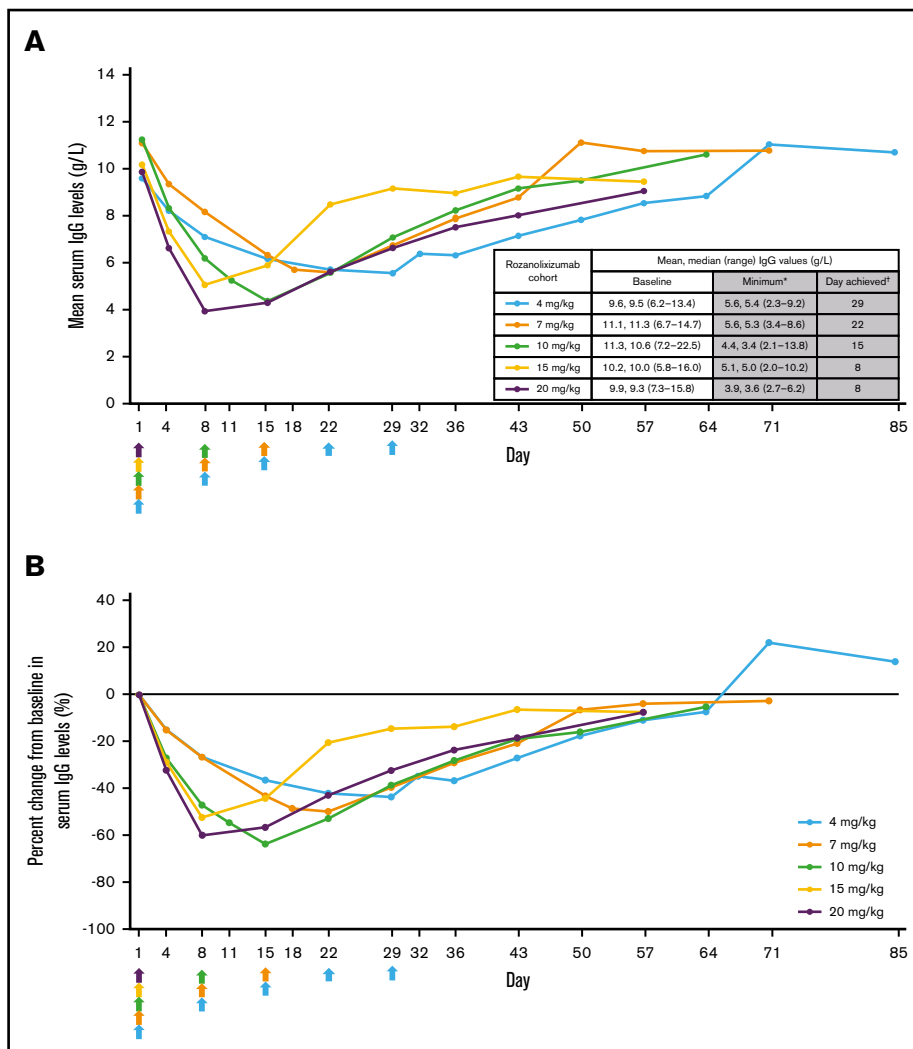 A
14
12
10
8
6
4
2
0
Mean serum IgG levels (g/L)
Rozanolixizumab cohort
Mean, median (range) IgG values (g/L)
Baseline
Minimum*
Day achieved†
4 mg/kg 9.6, 9.5 (6.2–13.4) 5.6, 5.4 (2.3–9.2) 29
7 mg/kg 11.1, 11.3 (6.7–14.7) 5.6, 5.3 (3.4–8.6) 22
10 mg/kg 11.3, 10.6 (7.2–22.5) 4.4, 3.4 (2.1–13.8) 15
15 mg/kg 10.2, 10.0 (5.8–16.0) 5.1, 5.0 (2.0–10.2) 8
20 mg/kg 9.9, 9.3 (7.3–15.8) 3.9, 3.6 (2.7–6.2) 8
1 4 8 11 15 18 22 29 32 36 43 50 57 64 71 85
Day
B
40
20
0
-20
-40
-60
-80
-100
Percent change from baseline in
serum IgG levels (%)
4 mg/kg
7 mg/kg
10 mg/kg
15 mg/kg
20 mg/kg
1 4 8 11 15 18 22 29 32 36 43 50 57 64 71 85
Day